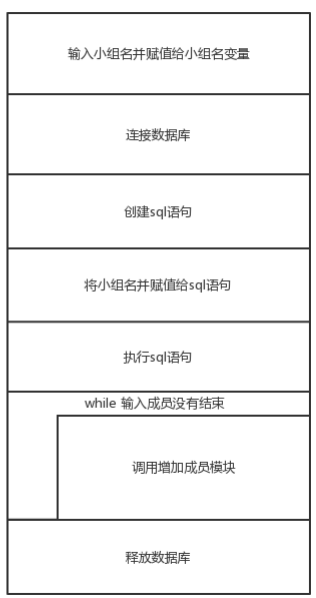 输入小组名并赋值给小组名变量
连接数据库
创建sql语句
将小组名并赋值给sql语句
执行sql语句
while 输入成员没有结束
调用增加成员模块
释放数据库